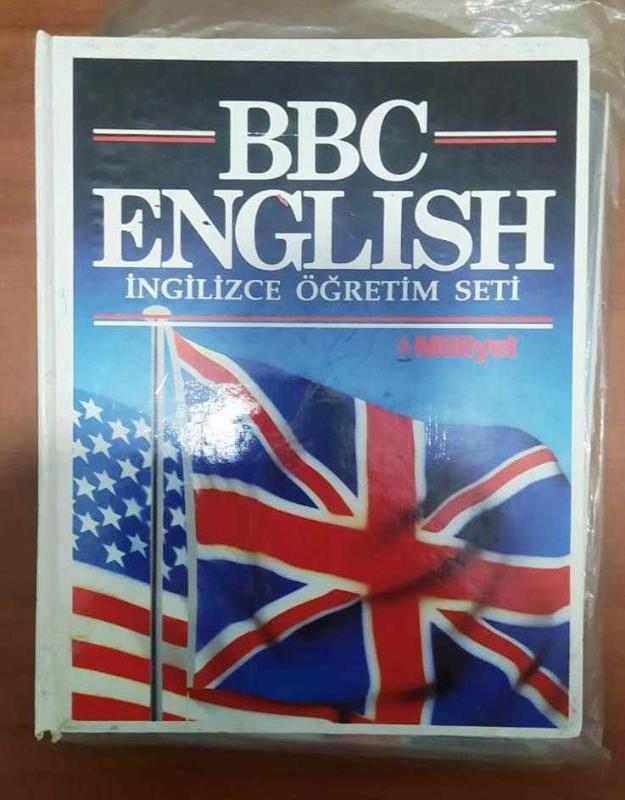 BBC
ENGLISH
İNGİLİZCE ÖĞRETİM SETİ
Milliyet